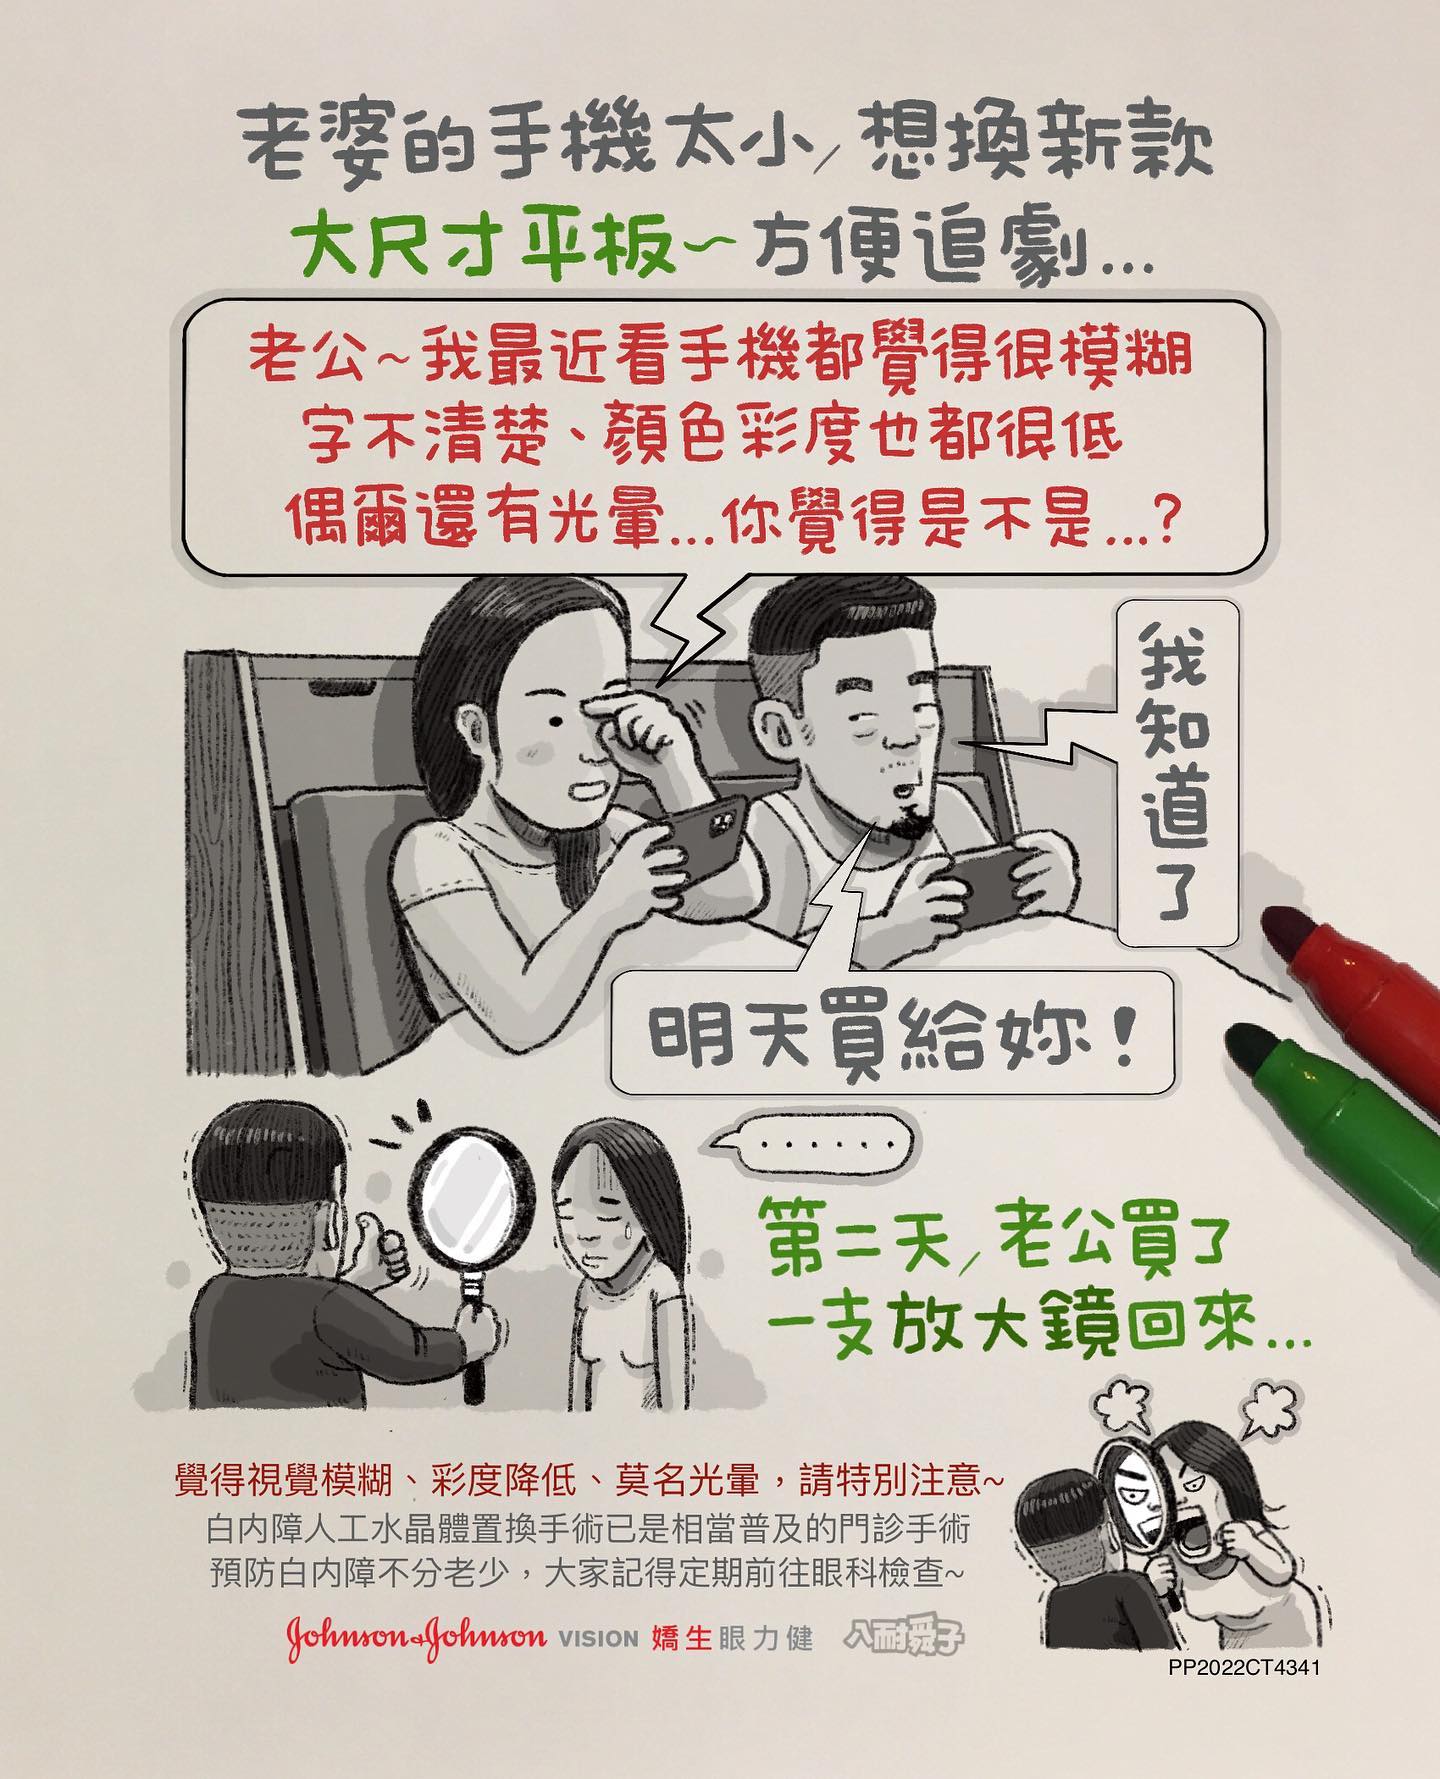 老婆的手機太小,想換新款
大尺寸平板~方便追劇...
老公~我最近看手機都覺得很模糊
字不清楚、顏色彩度也都很低
偶爾還有光暈...你覺得是不是...?
我知道了
明天買給妳!
......
第二天,老公買了
一支放大鏡回來...
覺得視覺模糊、彩度降低、莫名光暈,請特別注意~
白內障人工水晶體置換手術已是相當普及的門診手術
預防白內障不分老少,大家記得定期前往眼科檢查~
Johnson & Johnson VISION 嬌生眼力健 八耐舜子
PP2022CT4341